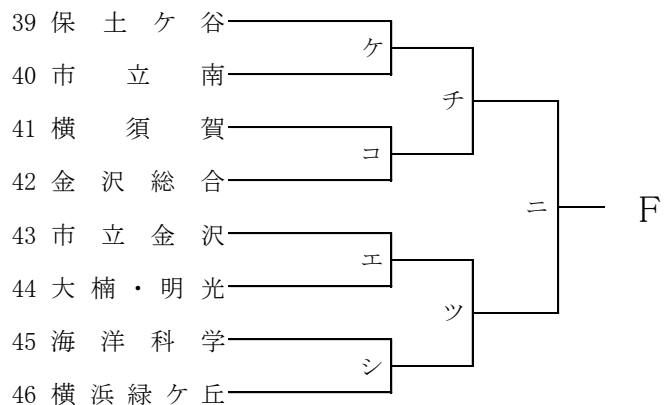 39 保土ケ谷
ケ
40 市立南
チ
41 横須賀
コ
42 金沢総合
ニ F
43 市立金沢
エ
44 大楠・明光
ツ
45 海洋科学
シ
46 横浜緑ケ丘